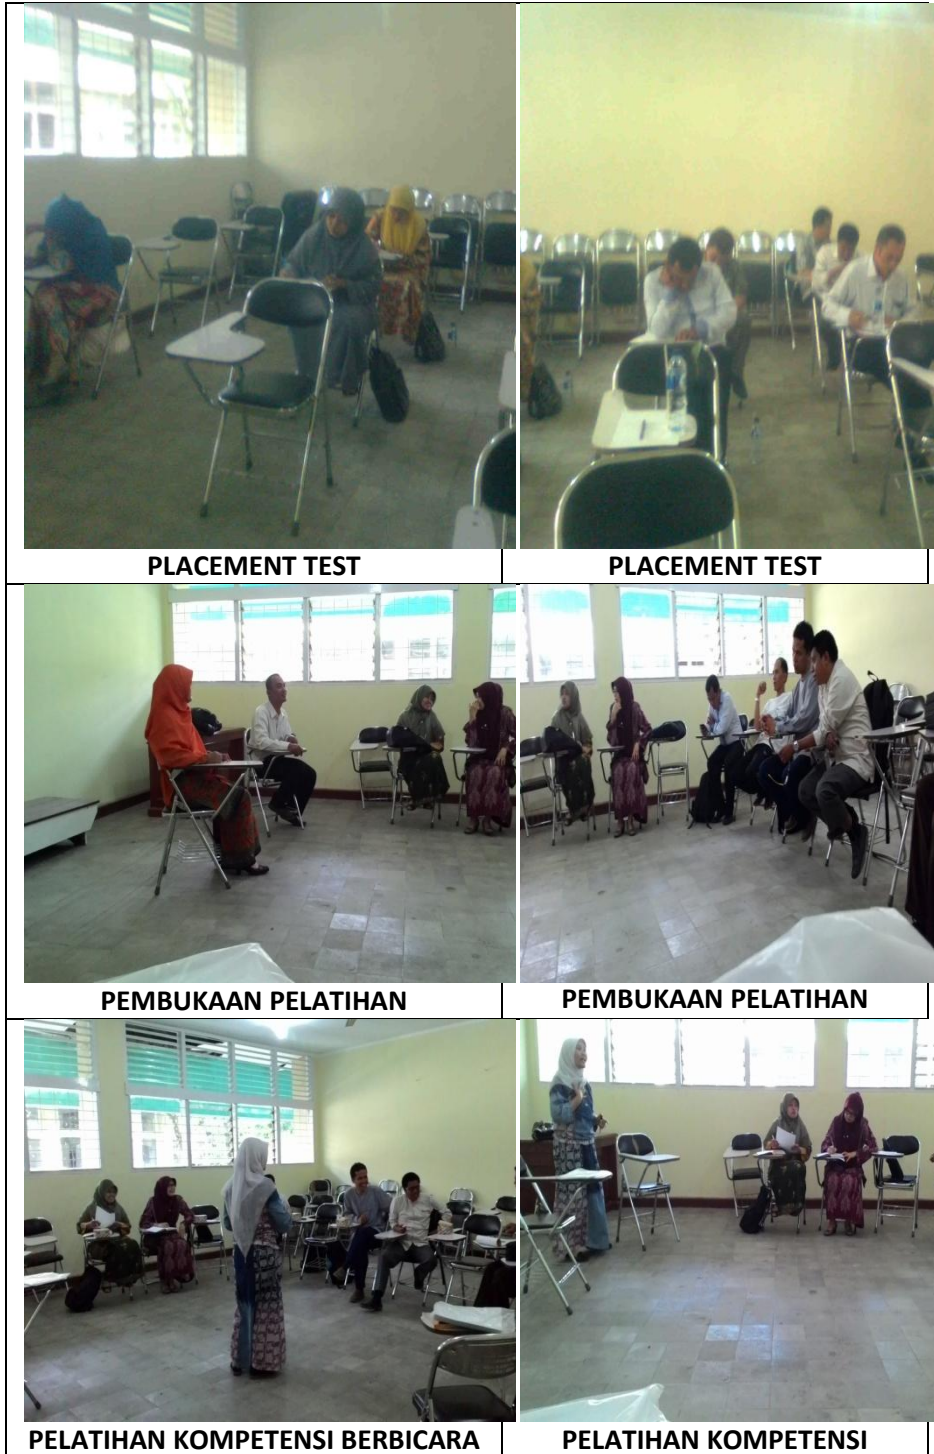 PLACEMENT TEST
PLACEMENT TEST
PEMBUKAAN PELATIHAN
PEMBUKAAN PELATIHAN
PELATIHAN KOMPETENSI BERBICARA
PELATIHAN KOMPETENSI